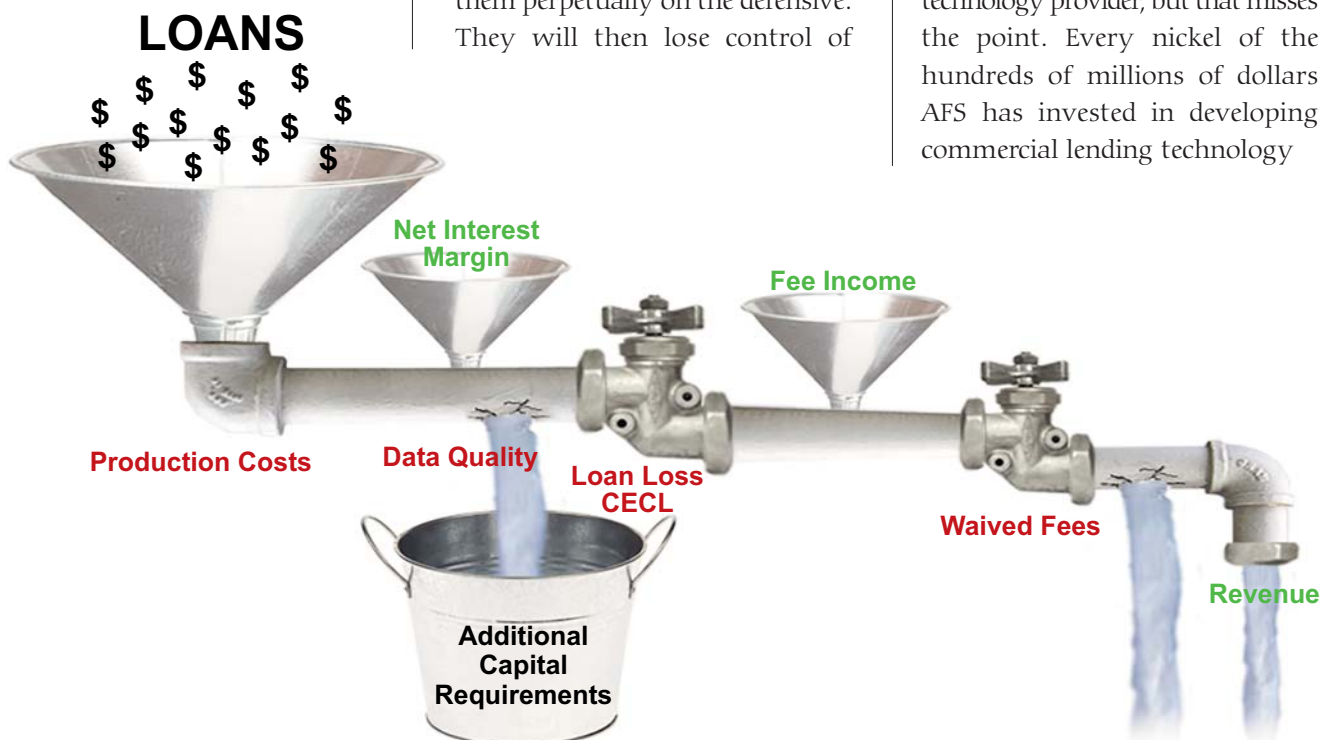 them perpetually on the defensive.
They will then lose control of
technology provider, but that misses
the point. Every nickel of the
hundreds of millions of dollars
AFS has invested in developing
commercial lending technology
LOANS
$ $ $ $ $ $ $ $ $ $ $ $ $ $
Net Interest
Margin
Fee Income
Production Costs
Data Quality
Loan Loss
CECL
Waived Fees
Revenue
Additional
Capital
Requirements